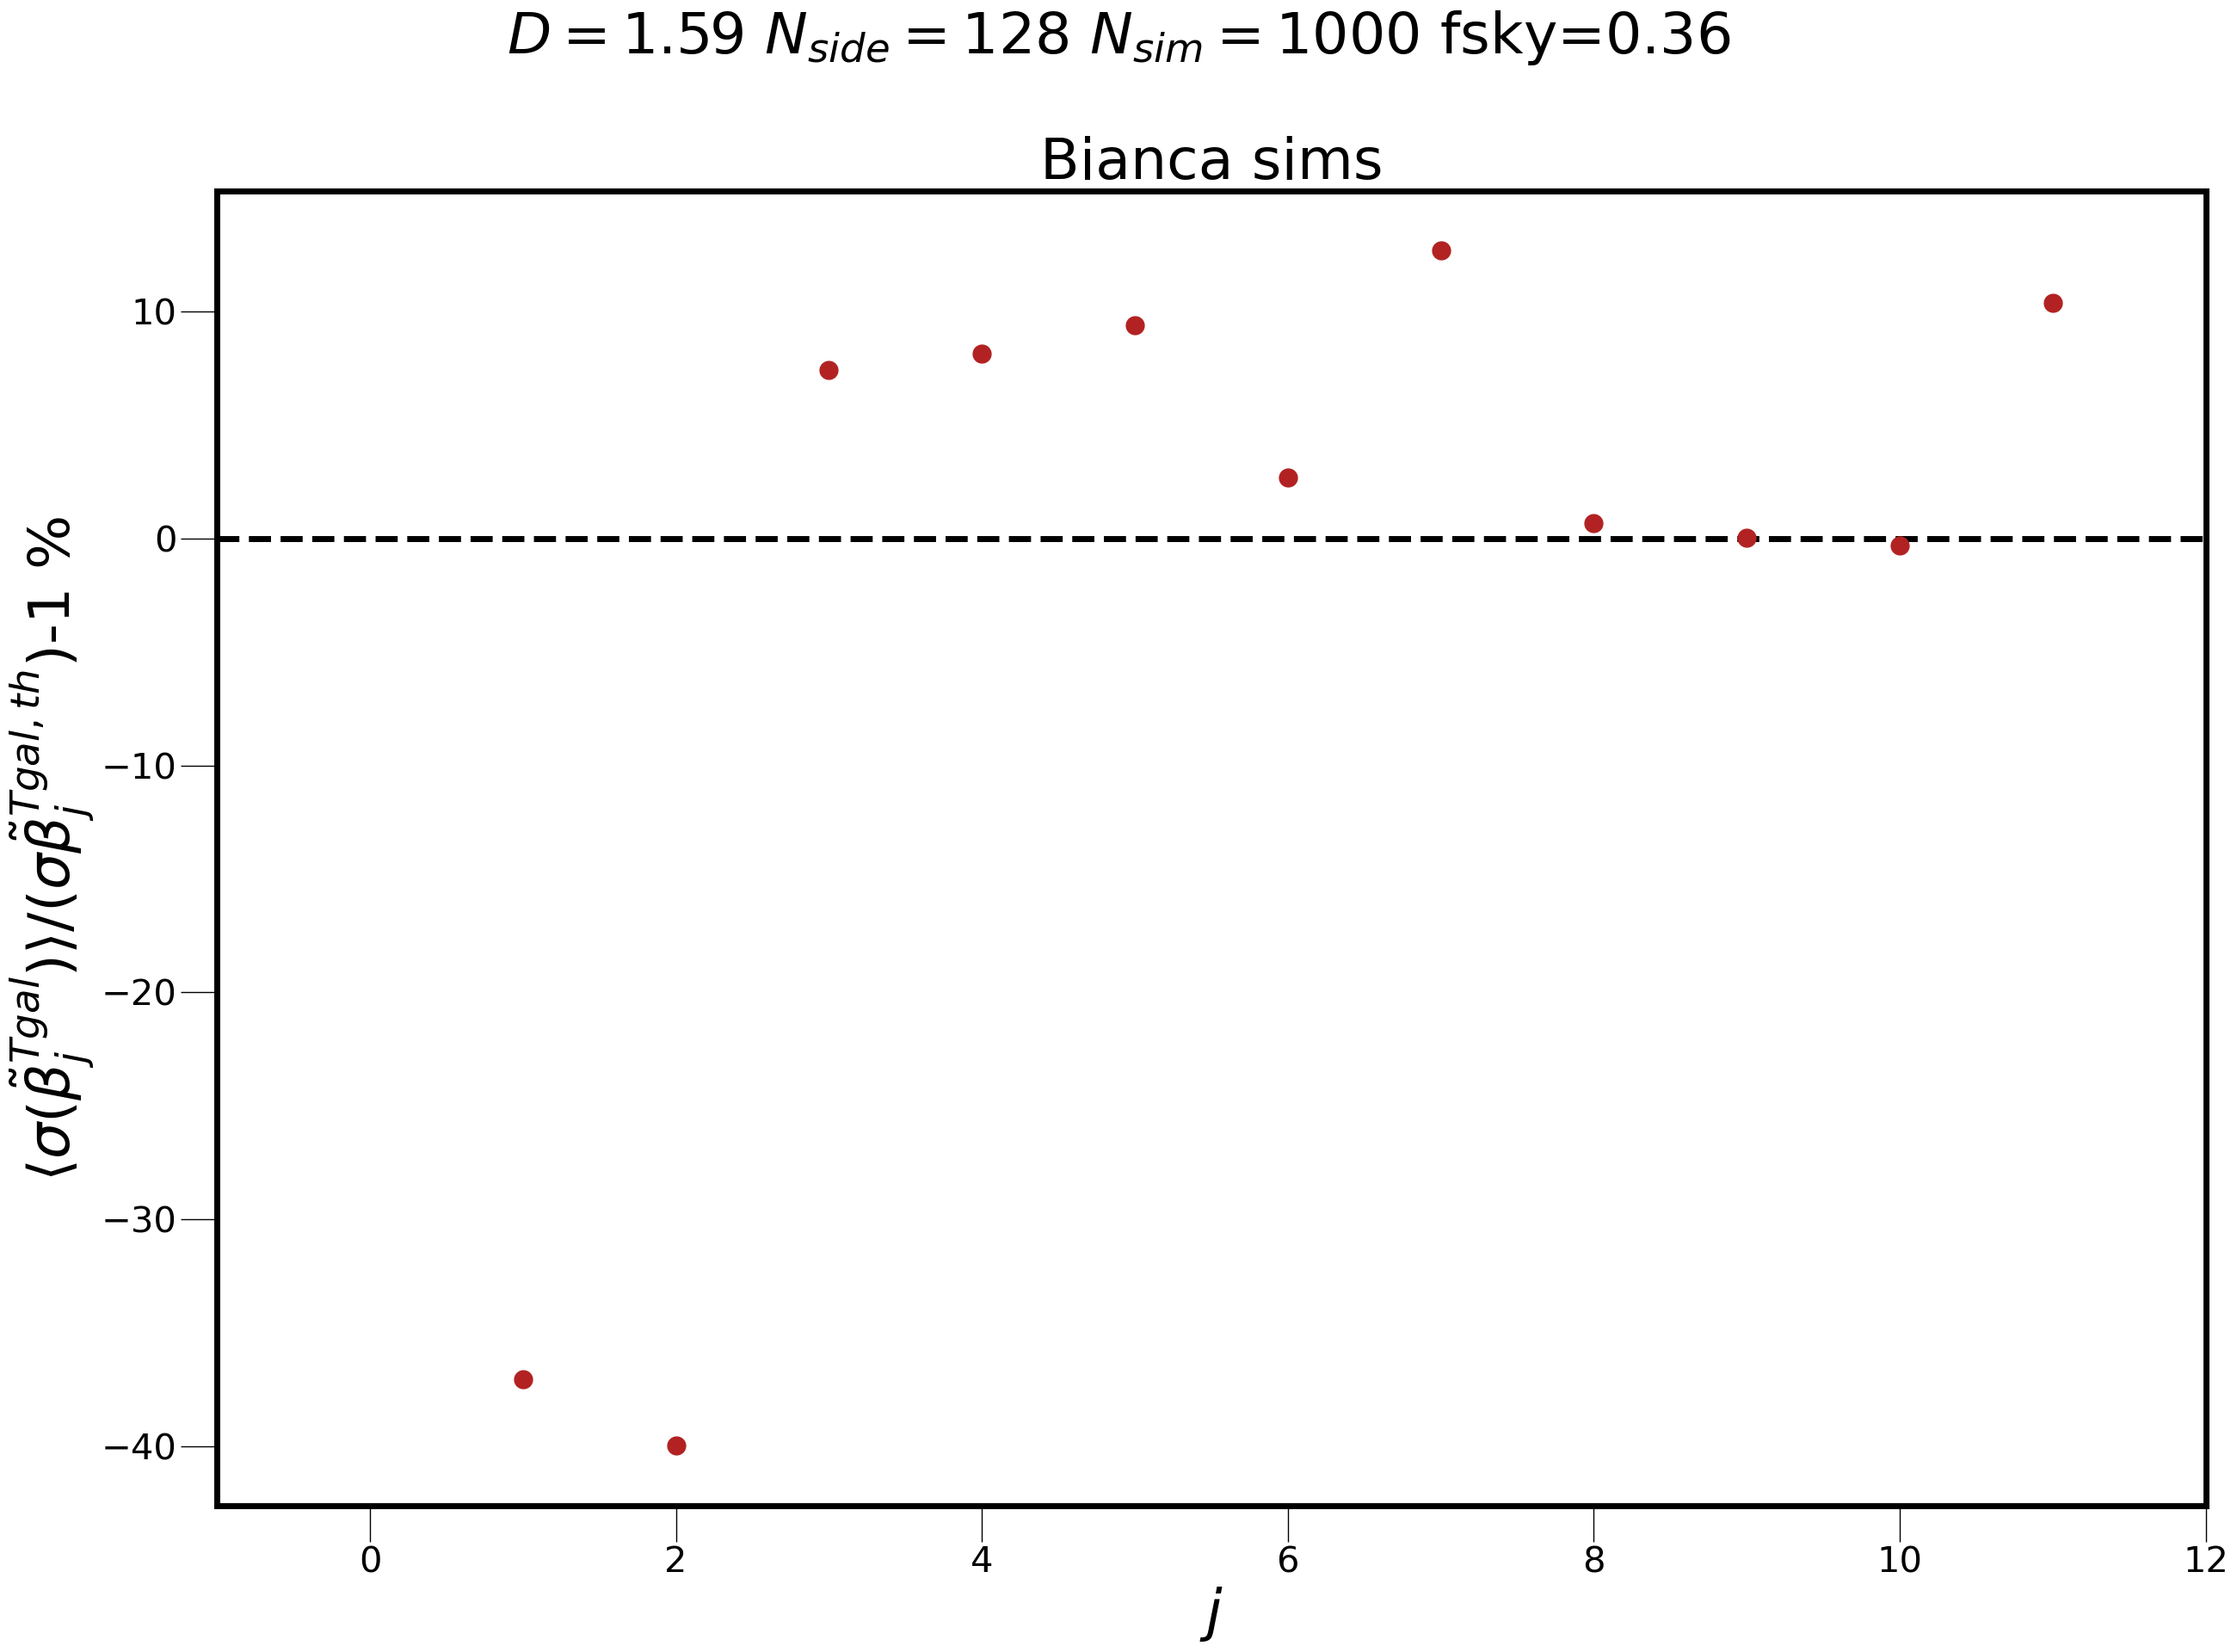 D = 1.59 N_side = 128 N_sim = 1000 fsky=0.36
Bianca sims
⟨σ(β̃_j^{Tgal})⟩/(σβ̃_j^{Tgal,th})-1 %
10
0
−10
−20
−30
−40
0 2 4 6 8 10 12
j